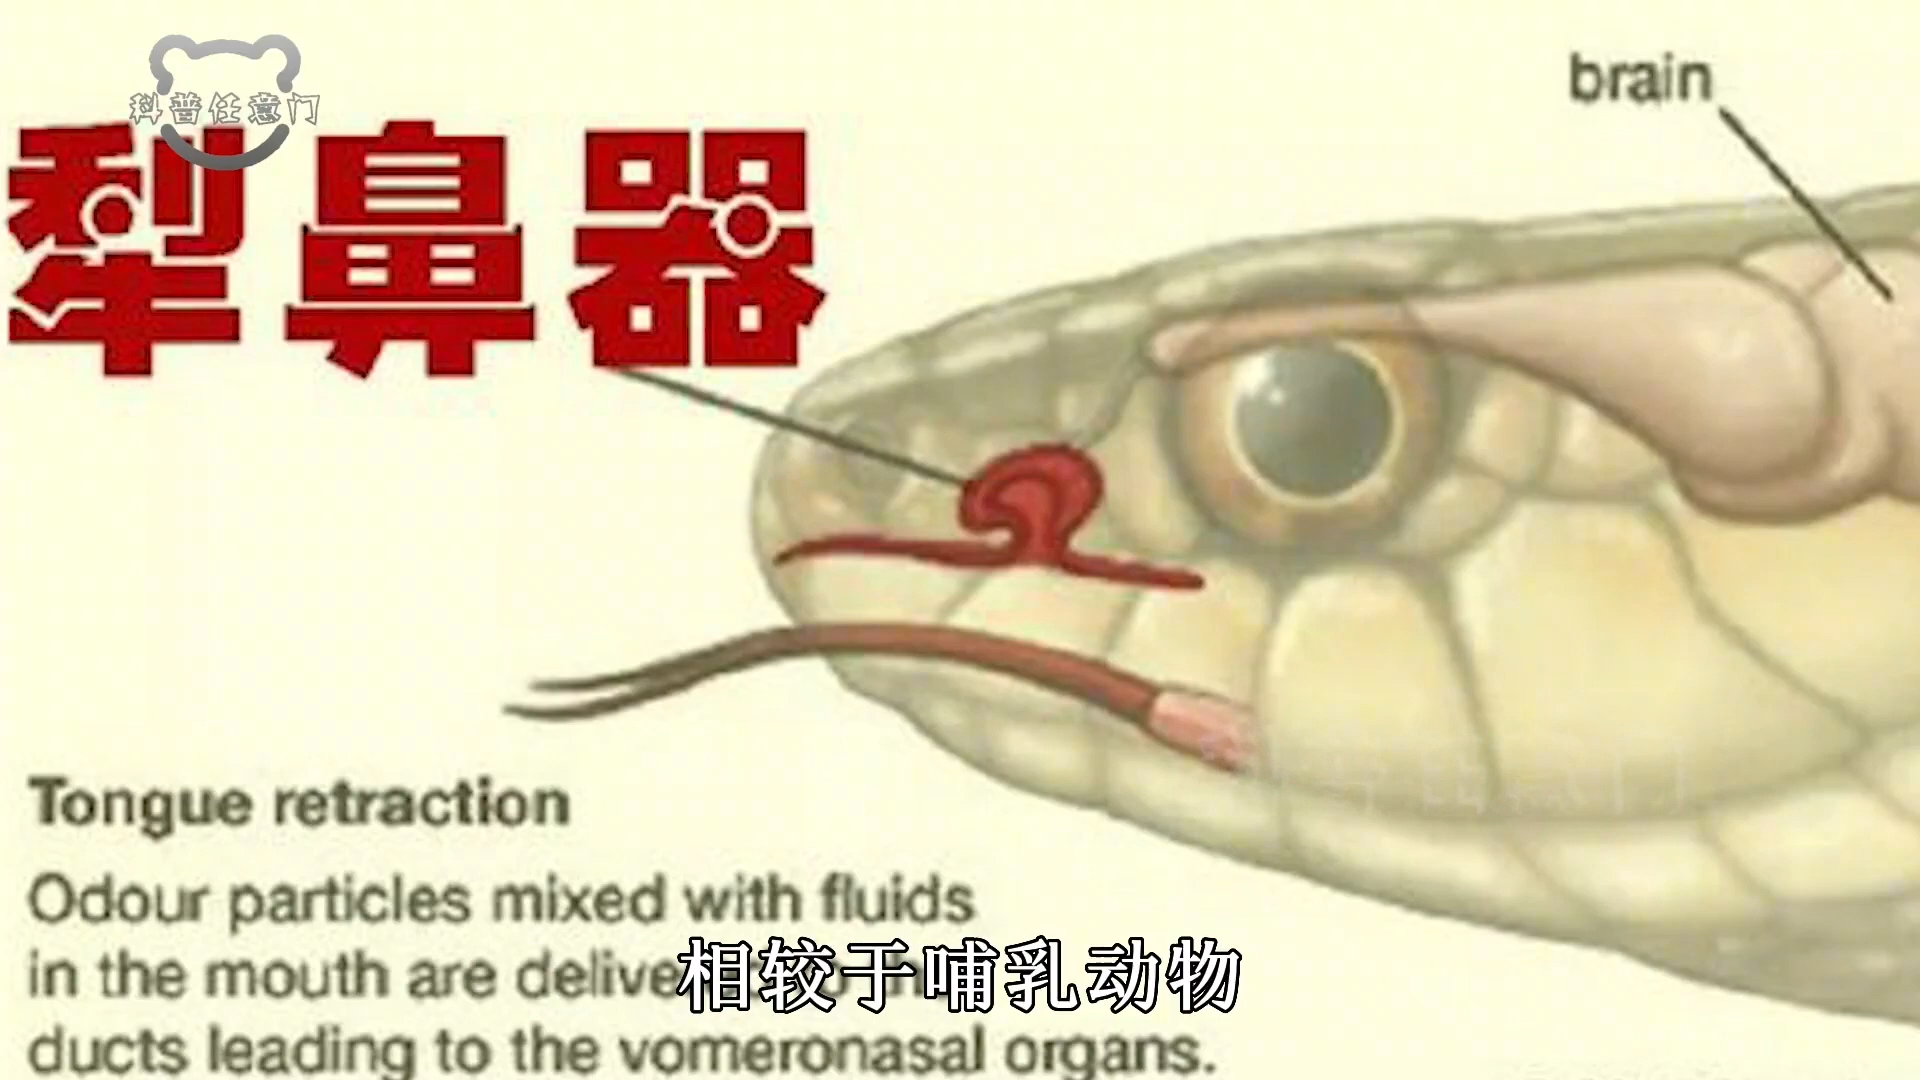 科普任意门
brain
犁鼻器
Tongue retraction
Odour particles mixed with fluids
in the mouth are
相较于哺乳动物
ducts leading to the vomeronasal organs.